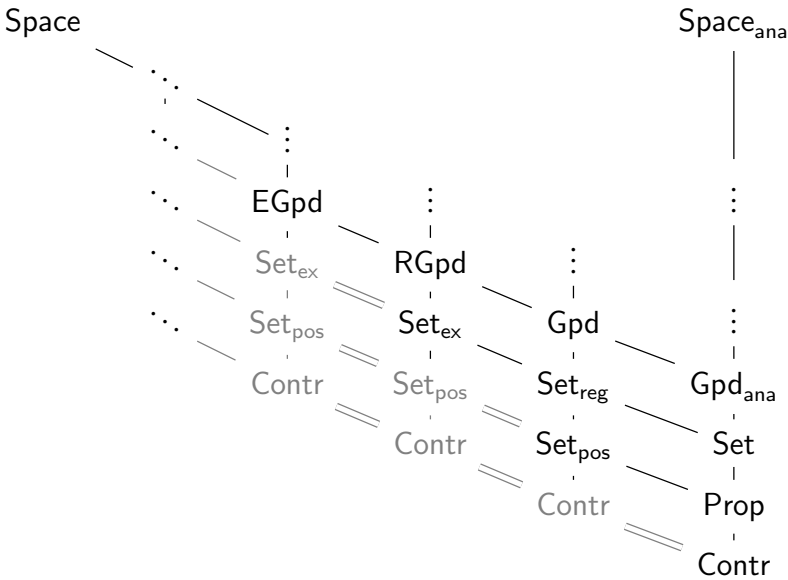 Space Space_ana
⋱
⋱ ⋮
⋱ EGpd ⋮ ⋮
⋱ Set_ex RGpd ⋮
⋱ Set_pos Set_ex Gpd ⋮
Contr Set_pos Set_reg Gpd_ana
Contr Set_pos Set
Contr Prop
Contr